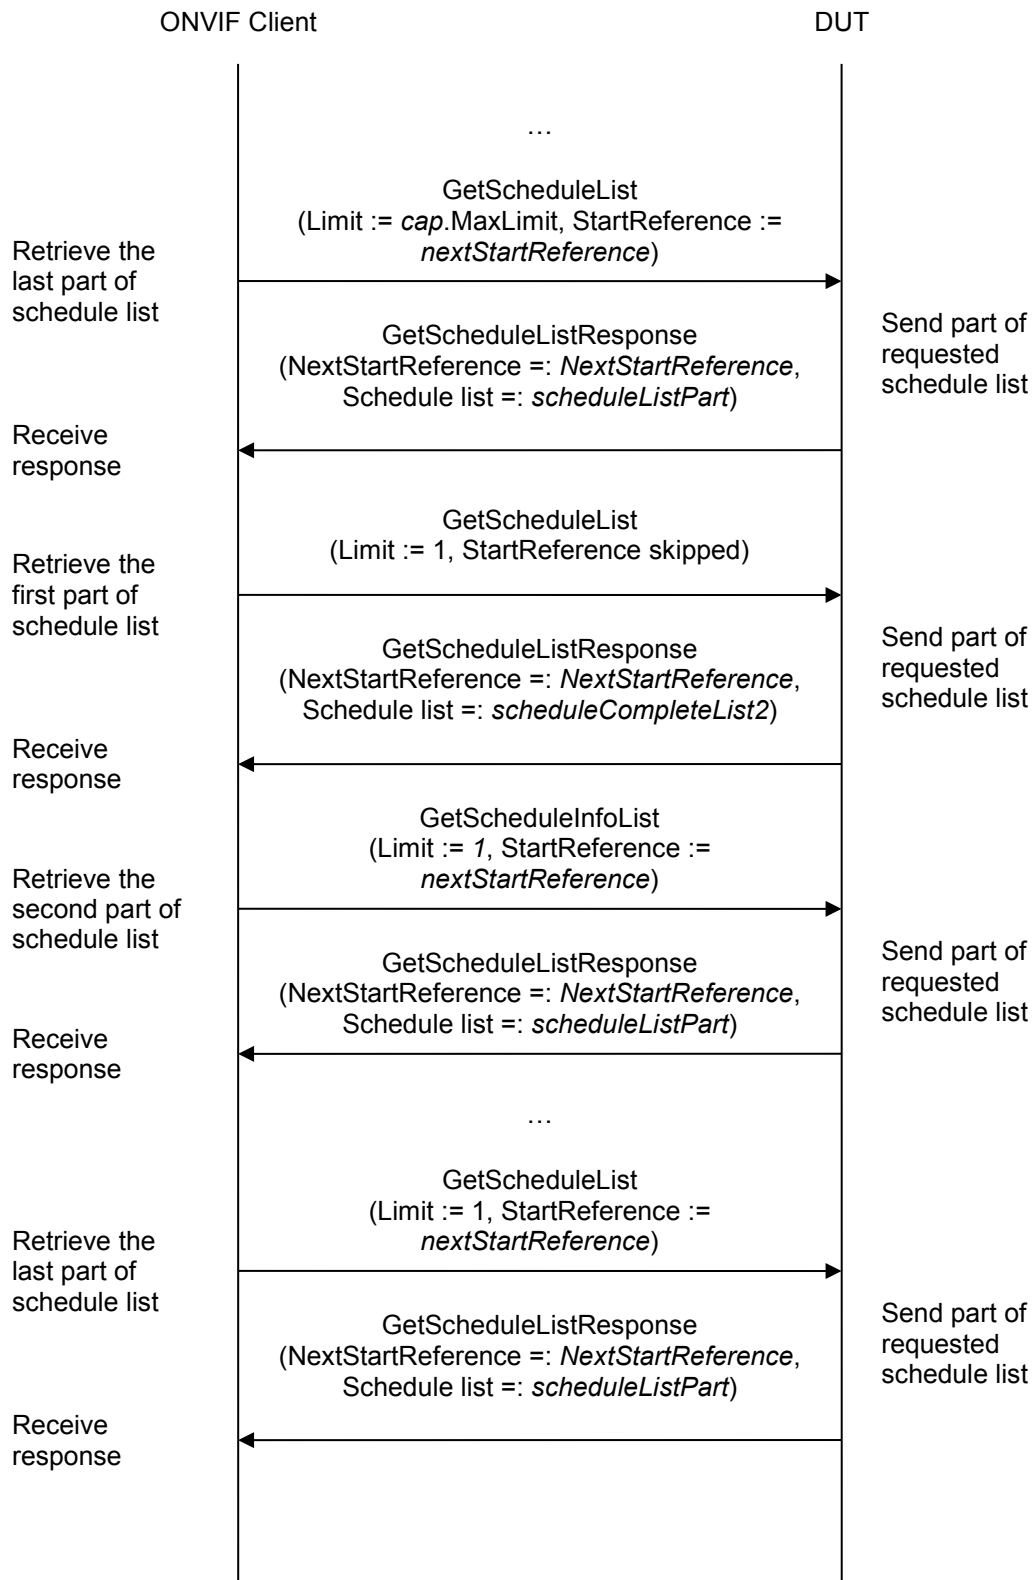 ONVIF Client
DUT
…
GetScheduleList
(Limit := cap.MaxLimit, StartReference :=
nextStartReference)
Retrieve the
last part of
schedule list
GetScheduleListResponse
(NextStartReference =: NextStartReference,
Schedule list =: scheduleListPart)
Send part of
requested
schedule list
Receive
response
GetScheduleList
(Limit := 1, StartReference skipped)
Retrieve the
first part of
schedule list
GetScheduleListResponse
(NextStartReference =: NextStartReference,
Schedule list =: scheduleCompleteList2)
Send part of
requested
schedule list
Receive
response
GetScheduleInfoList
(Limit := 1, StartReference :=
nextStartReference)
Retrieve the
second part of
schedule list
GetScheduleListResponse
(NextStartReference =: NextStartReference,
Schedule list =: scheduleListPart)
Send part of
requested
schedule list
Receive
response
…
GetScheduleList
(Limit := 1, StartReference :=
nextStartReference)
Retrieve the
last part of
schedule list
GetScheduleListResponse
(NextStartReference =: NextStartReference,
Schedule list =: scheduleListPart)
Send part of
requested
schedule list
Receive
response